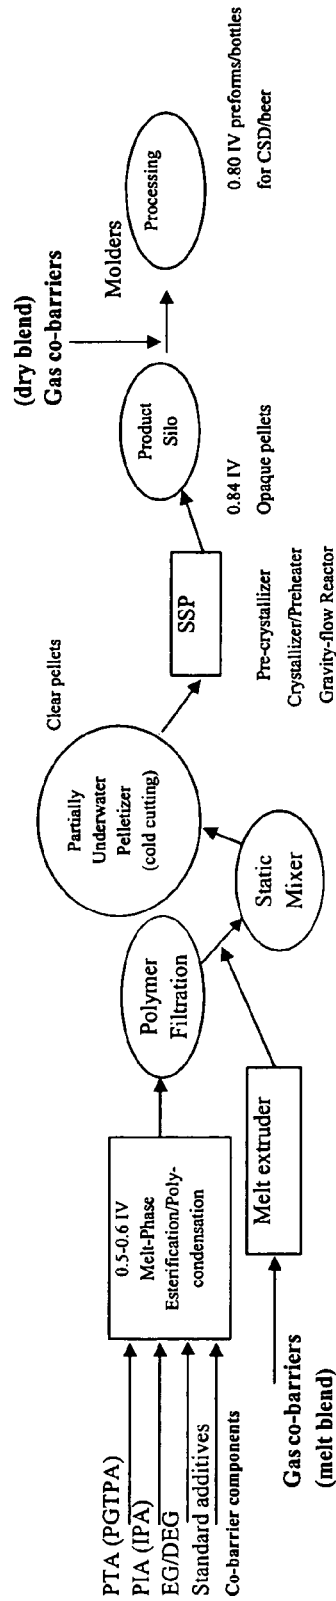 PTA (PGTPA)
PIA (IPA)
EG/DEG
Standard additives
Co-barrier components
0.5-0.6 IV
Melt-Phase
Esterification/Poly-
condensation
Gas co-barriers
(melt blend)
Melt extruder
Polymer
Filtration
Static
Mixer
Partially
Underwater
Pelletizer
(cold cutting)
Clear pellets
SSP
Pre-crystallizer
Crystallizer/Preheater
Gravity-flow Reactor
Product
Silo
0.84 IV
Opaque pellets
(dry blend)
Gas co-barriers
Molders
Processing
0.80 IV preforms/bottles
for CSD/beer